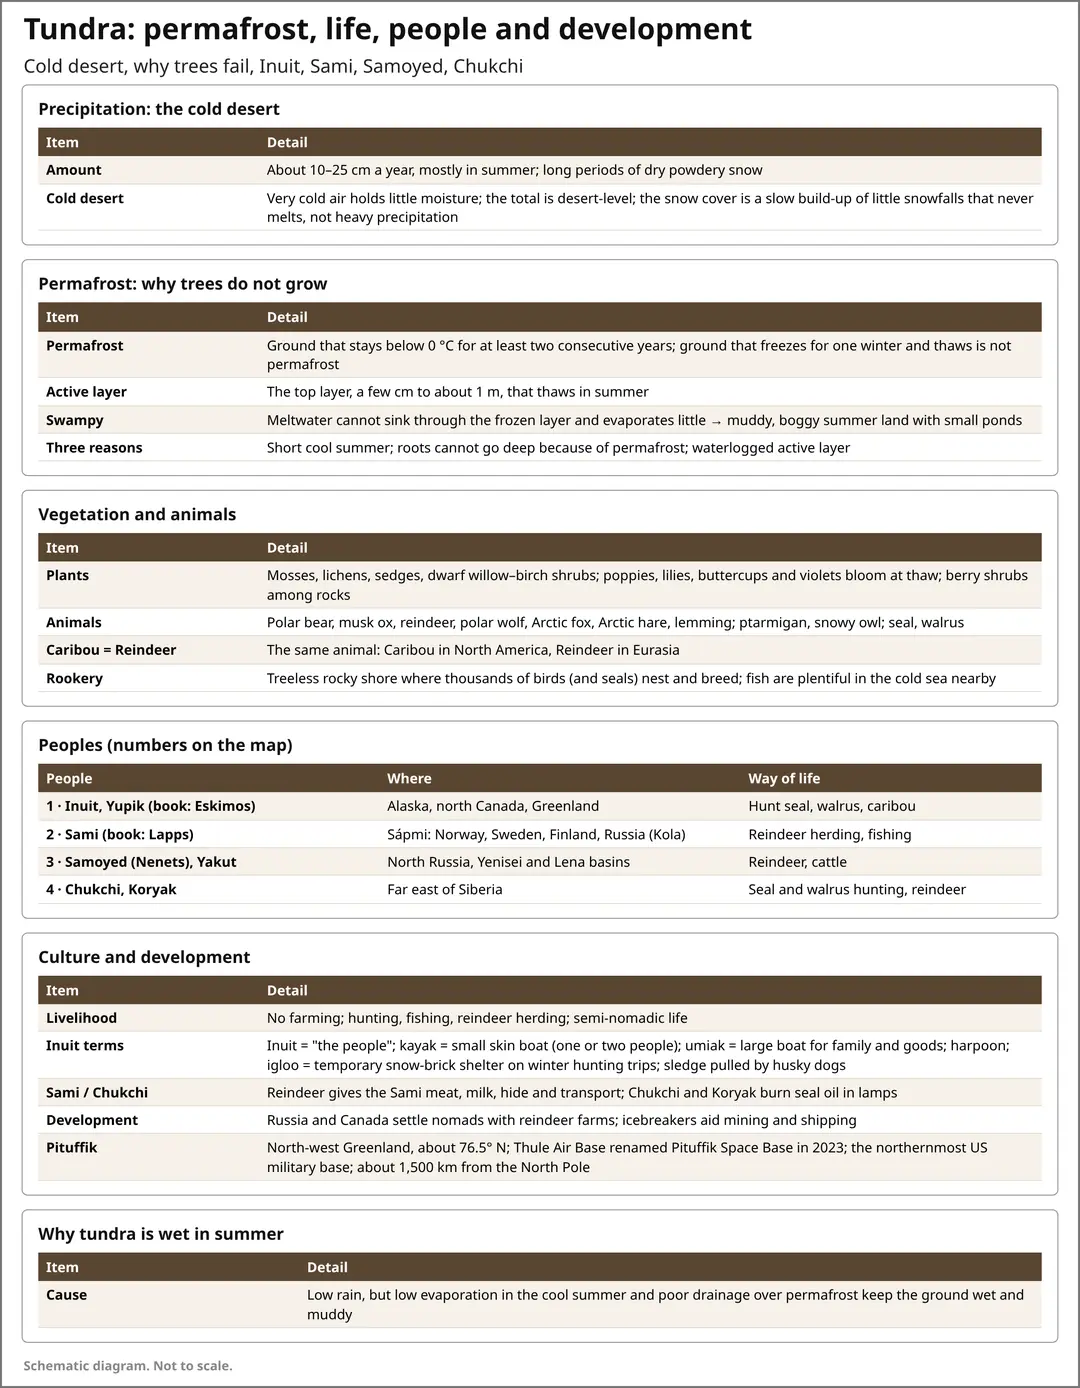 Tundra: permafrost, life, people and development
Cold desert, why trees fail, Inuit, Sami, Samoyed, Chukchi
Precipitation: the cold desert
Item Detail
Amount About 10–25 cm a year, mostly in summer; long periods of dry powdery snow
Cold desert Very cold air holds little moisture; the total is desert-level; the snow cover is a slow build-up of little snowfalls that never
melts, not heavy precipitation
Permafrost: why trees do not grow
Item Detail
Permafrost Ground that stays below 0 °C for at least two consecutive years; ground that freezes for one winter and thaws is not
permafrost
Active layer The top layer, a few cm to about 1 m, that thaws in summer
Swampy Meltwater cannot sink through the frozen layer and evaporates little → muddy, boggy summer land with small ponds
Three reasons Short cool summer; roots cannot go deep because of permafrost; waterlogged active layer
Vegetation and animals
Item Detail
Plants Mosses, lichens, sedges, dwarf willow–birch shrubs; poppies, lilies, buttercups and violets bloom at thaw; berry shrubs
among rocks
Animals Polar bear, musk ox, reindeer, polar wolf, Arctic fox, Arctic hare, lemming; ptarmigan, snowy owl; seal, walrus
Caribou = Reindeer The same animal: Caribou in North America, Reindeer in Eurasia
Rookery Treeless rocky shore where thousands of birds (and seals) nest and breed; fish are plentiful in the cold sea nearby
Peoples (numbers on the map)
People Where Way of life
1 · Inuit, Yupik (book: Eskimos) Alaska, north Canada, Greenland Hunt seal, walrus, caribou
2 · Sami (book: Lapps) Sápmi: Norway, Sweden, Finland, Russia (Kola) Reindeer herding, fishing
3 · Samoyed (Nenets), Yakut North Russia, Yenisei and Lena basins Reindeer, cattle
4 · Chukchi, Koryak Far east of Siberia Seal and walrus hunting, reindeer
Culture and development
Item Detail
Livelihood No farming; hunting, fishing, reindeer herding; semi-nomadic life
Inuit terms Inuit = "the people"; kayak = small skin boat (one or two people); umiak = large boat for family and goods; harpoon;
igloo = temporary snow-brick shelter on winter hunting trips; sledge pulled by husky dogs
Sami / Chukchi Reindeer gives the Sami meat, milk, hide and transport; Chukchi and Koryak burn seal oil in lamps
Development Russia and Canada settle nomads with reindeer farms; icebreakers aid mining and shipping
Pituffik North-west Greenland, about 76.5° N; Thule Air Base renamed Pituffik Space Base in 2023; the northernmost US
military base; about 1,500 km from the North Pole
Why tundra is wet in summer
Item Detail
Cause Low rain, but low evaporation in the cool summer and poor drainage over permafrost keep the ground wet and
muddy
Schematic diagram. Not to scale.